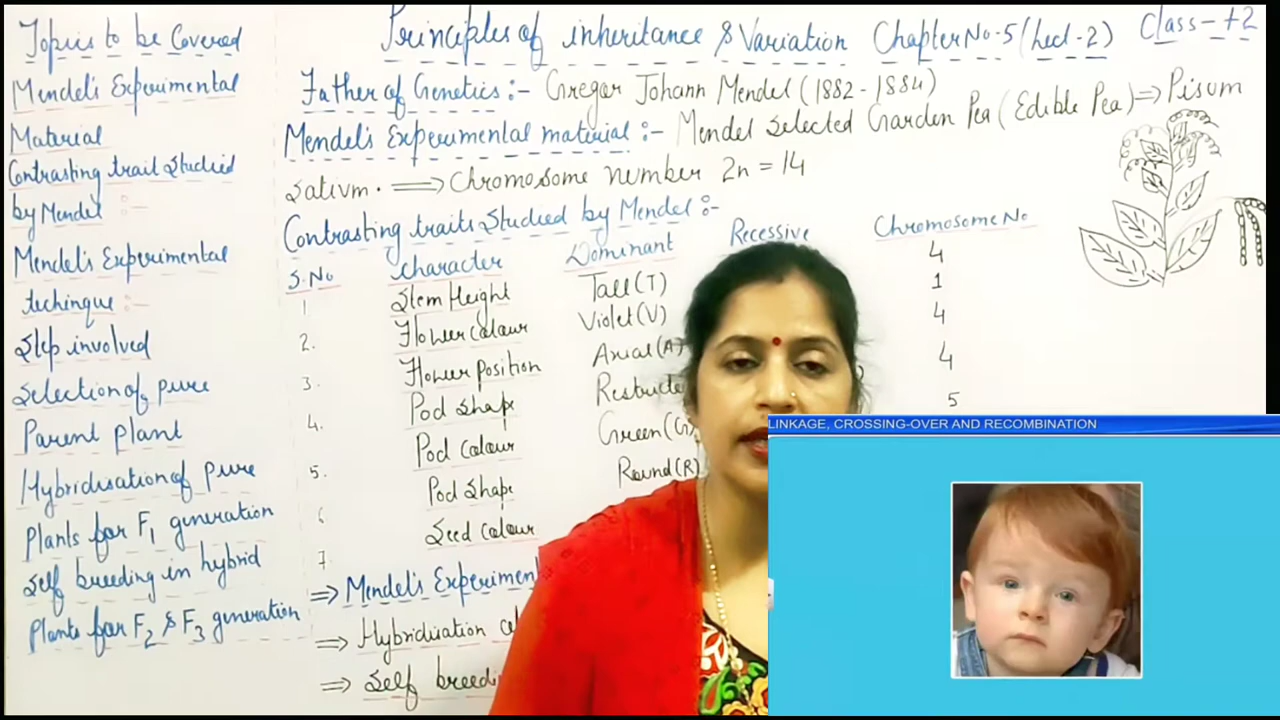 Topics to be Covered
Mendel's Experimental
Material
Contrasting trait Studied
by Mendel :-
Mendel's Experimental
techinque :-
Step involved
Selection of pure
Parent plant
Hybridisation of pure
Plants for F1 generation
Self breeding in hybrid
Plants for F2 & F3 generation
Principles of inheritance & Variation Chapter No-5 (Lect-2) Class-+2
Father of Genetics :- Gregor Johann Mendel (1882-1884)
Mendel's Experumental material :- Mendel Selected Garden Pea (Edible Pea) => Pisum
Sativm. => Chromosome number 2n = 14
Contrasting traits Studied by Mendel :-
S.No Character Dominant Recessive Chromosome No
1 Stem Height Tall (T) 4
2. Flower colour Violet (V) 1
3. Flower position Axial (A) 4
4. Pod Shape 4
5. Pod Colour Green (G) 5
6 Pod Shape Round (R)
7. Seed colour
=> Mendel's Experiment
=> Hybridisation
=> Self
LINKAGE, CROSSING-OVER AND RECOMBINATION